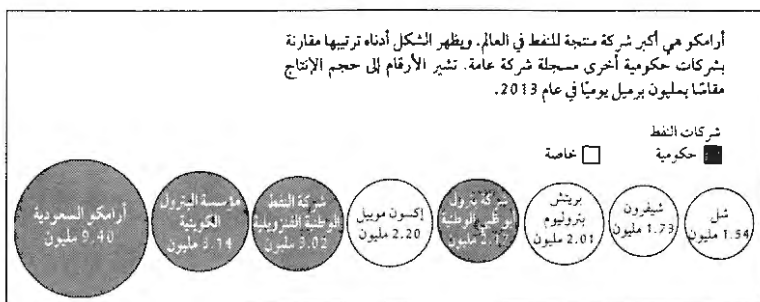 أرامكو هي أكبر شركة منتجة للنفط في العالم. ويظهر الشكل أدناه ترتيبها مقارنة
بشركات حكومية أخرى مسجلة شركة عامة. تشير الأرقام إلى حجم الإنتاج
مقاسًا بمليون برميل يوميًا في عام 2013.
شركات النفط
حكومية
خاصة
أرامكو السعودية
9.40 مليون
مؤسسة البترول
الكويتية
3.14 مليون
شركة النفط
الوطنية الفنزويلية
3.02 مليون
إكسون موبيل
2.20 مليون
شركة بترول
أبو ظبي الوطنية
2.17 مليون
بريتش
بتروليوم
2.01 مليون
شيفرون
1.73 مليون
شل
1.54 مليون